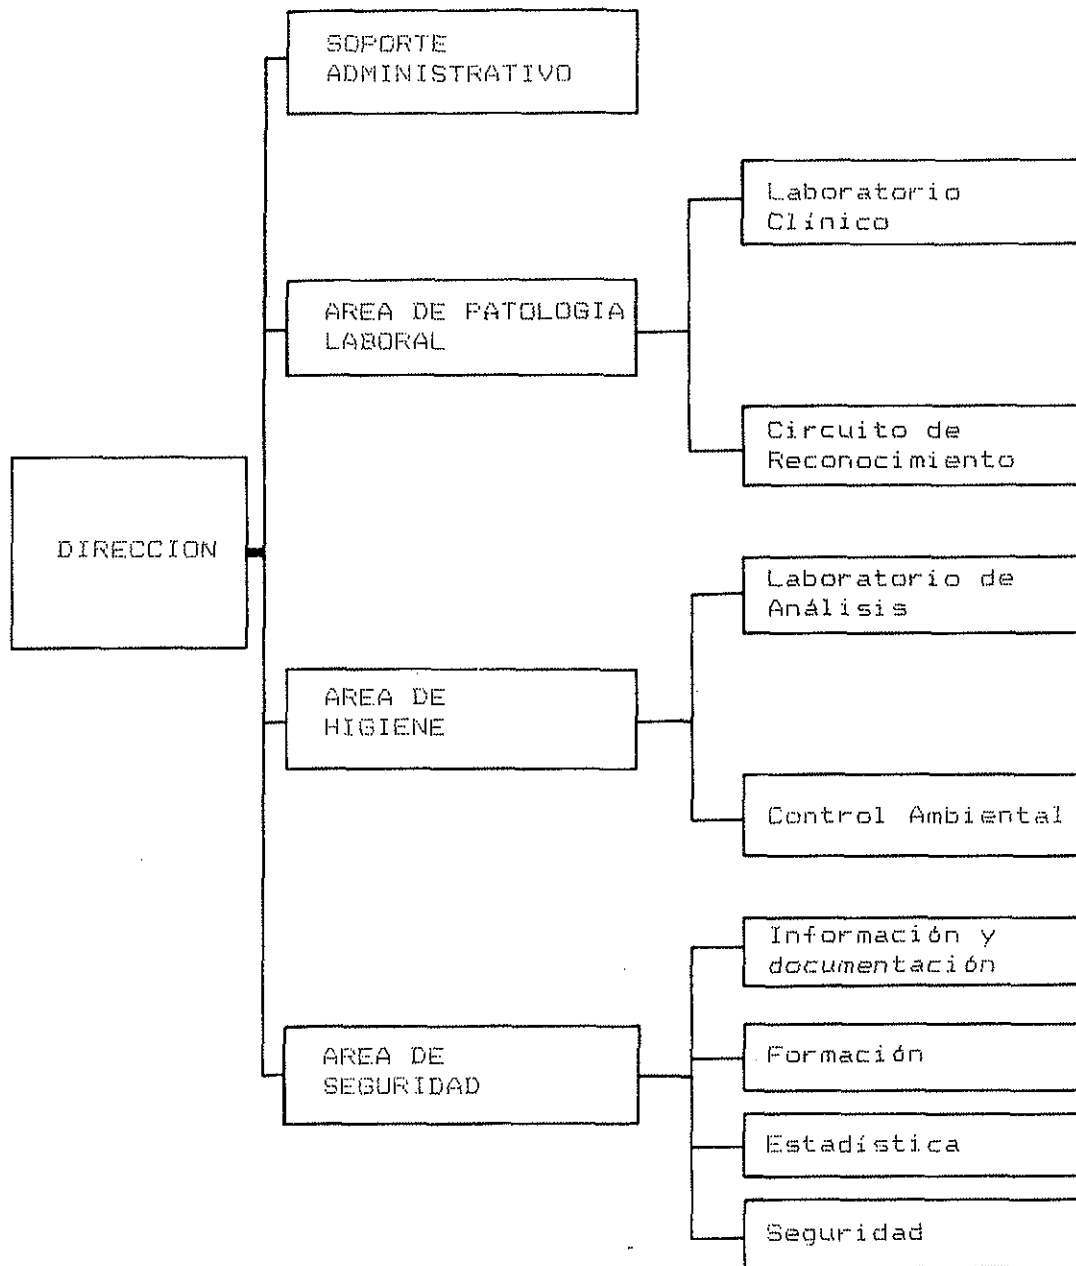 SOPORTE
ADMINISTRATIVO
Laboratorio
Clínico
AREA DE PATOLOGIA
LABORAL
Circuito de
Reconocimiento
DIRECCION
Laboratorio de
Análisis
AREA DE
HIGIENE
Control Ambiental
Información y
documentación
AREA DE
SEGURIDAD
Formación
Estadística
Seguridad